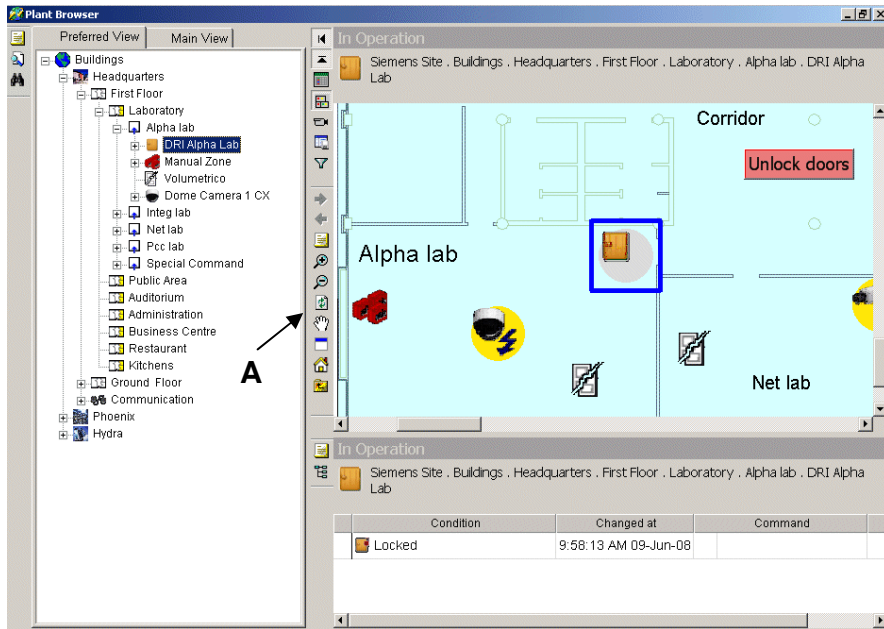 Plant Browser
Preferred View
Main View
Buildings
Headquarters
First Floor
Laboratory
Alpha lab
DRI Alpha Lab
Manual Zone
Volumetrico
Dome Camera 1 CX
Integ lab
Net lab
Pcc lab
Special Command
Public Area
Auditorium
Administration
Business Centre
Restaurant
Kitchens
Ground Floor
Communication
Phoenix
Hydra
A
In Operation
Siemens Site . Buildings . Headquarters . First Floor . Laboratory . Alpha lab . DRI Alpha
Lab
Corridor
Unlock doors
Alpha lab
Net lab
In Operation
Siemens Site . Buildings . Headquarters . First Floor . Laboratory . Alpha lab . DRI Alpha
Lab
Condition Changed at Command
Locked 9:58:13 AM 09-Jun-08